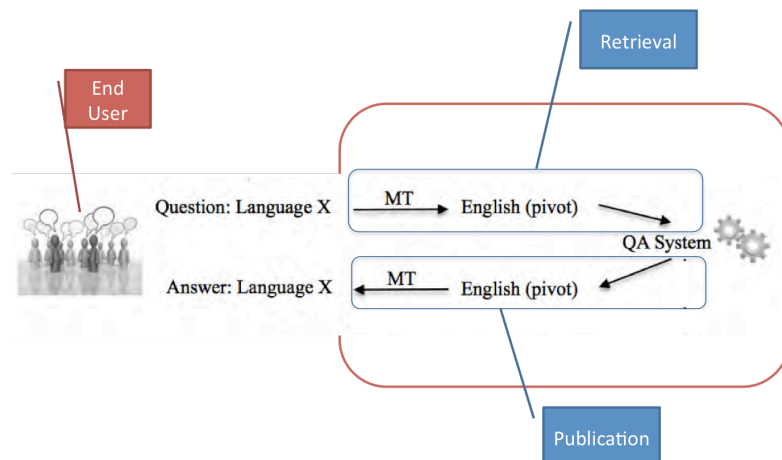 Retrieval
End
User
MT
Question: Language X
English (pivot)
QA System
MT
Answer: Language X
English (pivot)
Publication